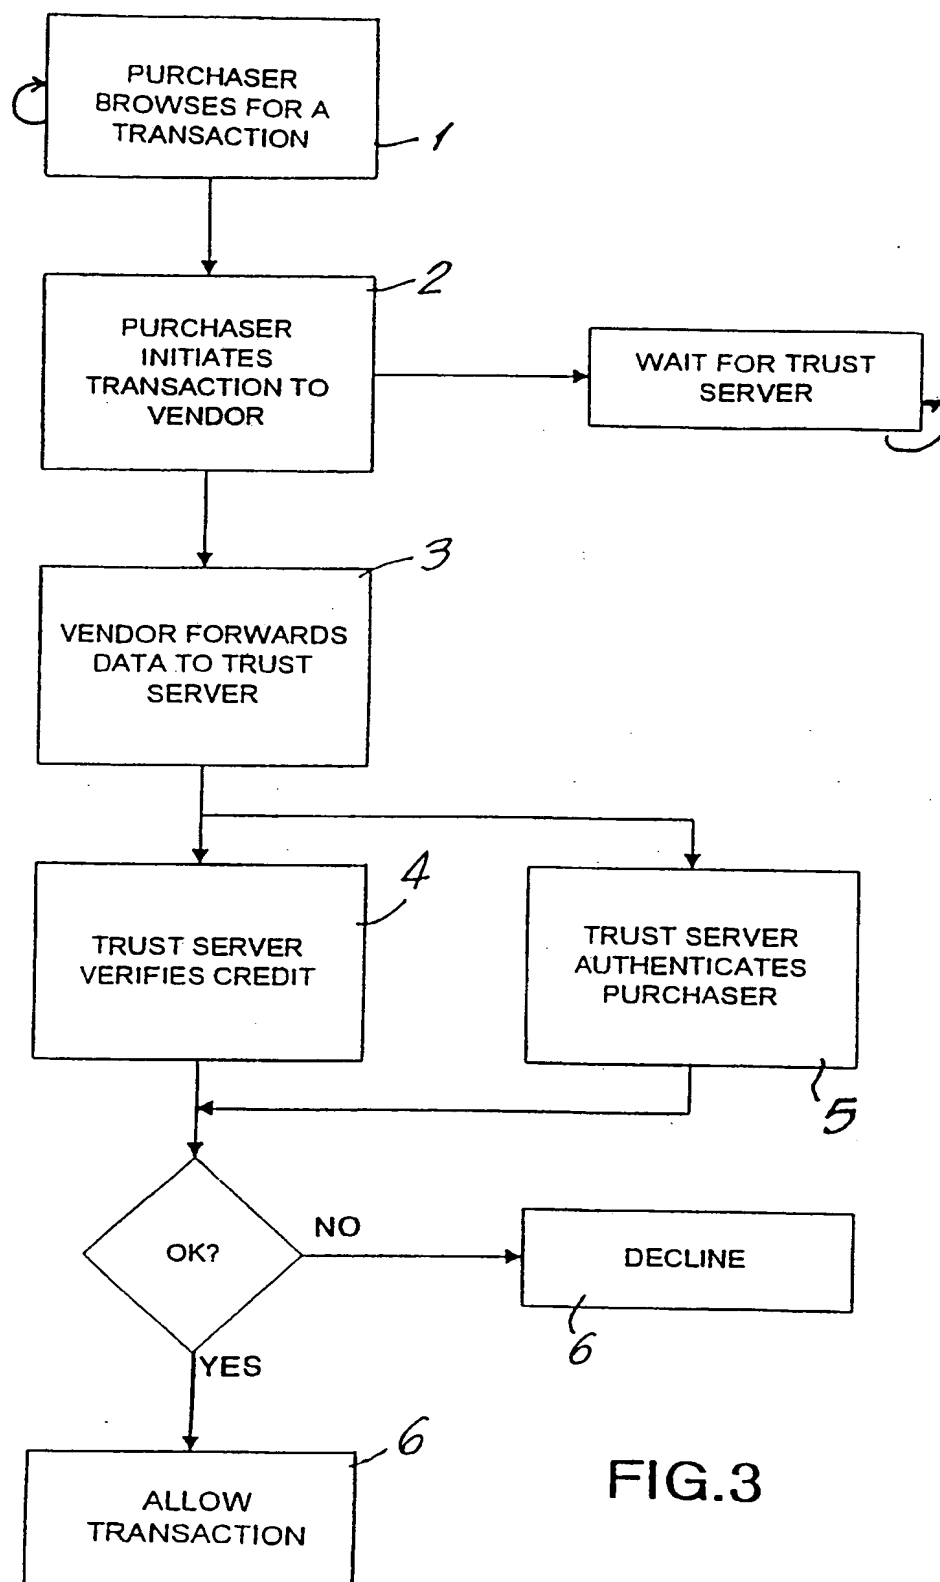 PURCHASER
BROWSES FOR A
TRANSACTION
1
2
PURCHASER
INITIATES
TRANSACTION TO
VENDOR
WAIT FOR TRUST
SERVER
3
VENDOR FORWARDS
DATA TO TRUST
SERVER
4
TRUST SERVER
VERIFIES CREDIT
TRUST SERVER
AUTHENTICATES
PURCHASER
5
OK?
NO
DECLINE
6
YES
6
ALLOW
TRANSACTION
FIG.3